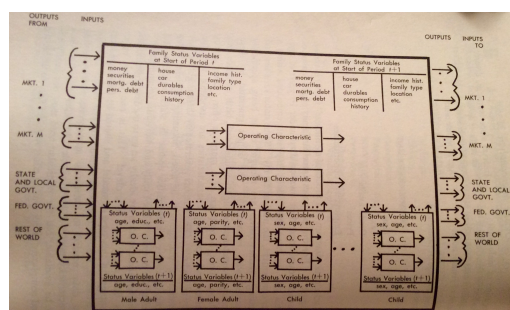 OUTPUTS FROM
INPUTS
MKT. 1
MKT. M
STATE AND LOCAL GOVT.
FED. GOVT.
REST OF WORLD
Family Status Variables
at Start of Period t
money
securities
mortg. debt
pers. debt
house
car
durables
consumption
history
income hist.
family type
location
etc.
Family Status Variables
at Start of Period t+1
money
securities
mortg. debt
pers. debt
house
car
durables
consumption
history
income hist.
family type
location
etc.
Operating Characteristic
Operating Characteristic
Status Variables (t)
age, educ., etc.
O. C.
O. C.
Status Variables (t+1)
age, educ., etc.
Male Adult
Status Variables (t)
age, parity, etc.
O. C.
O. C.
Status Variables (t+1)
age, parity, etc.
Female Adult
Status Variables (t)
sex, age, etc.
O. C.
O. C.
Status Variables (t+1)
sex, age, etc.
Child
Status Variables (t)
sex, age, etc.
O. C.
O. C.
Status Variables (t+1)
sex, age, etc.
Child
OUTPUTS
INPUTS TO
MKT. 1
MKT. M
STATE AND LOCAL GOVT.
FED. GOVT.
REST OF WORLD